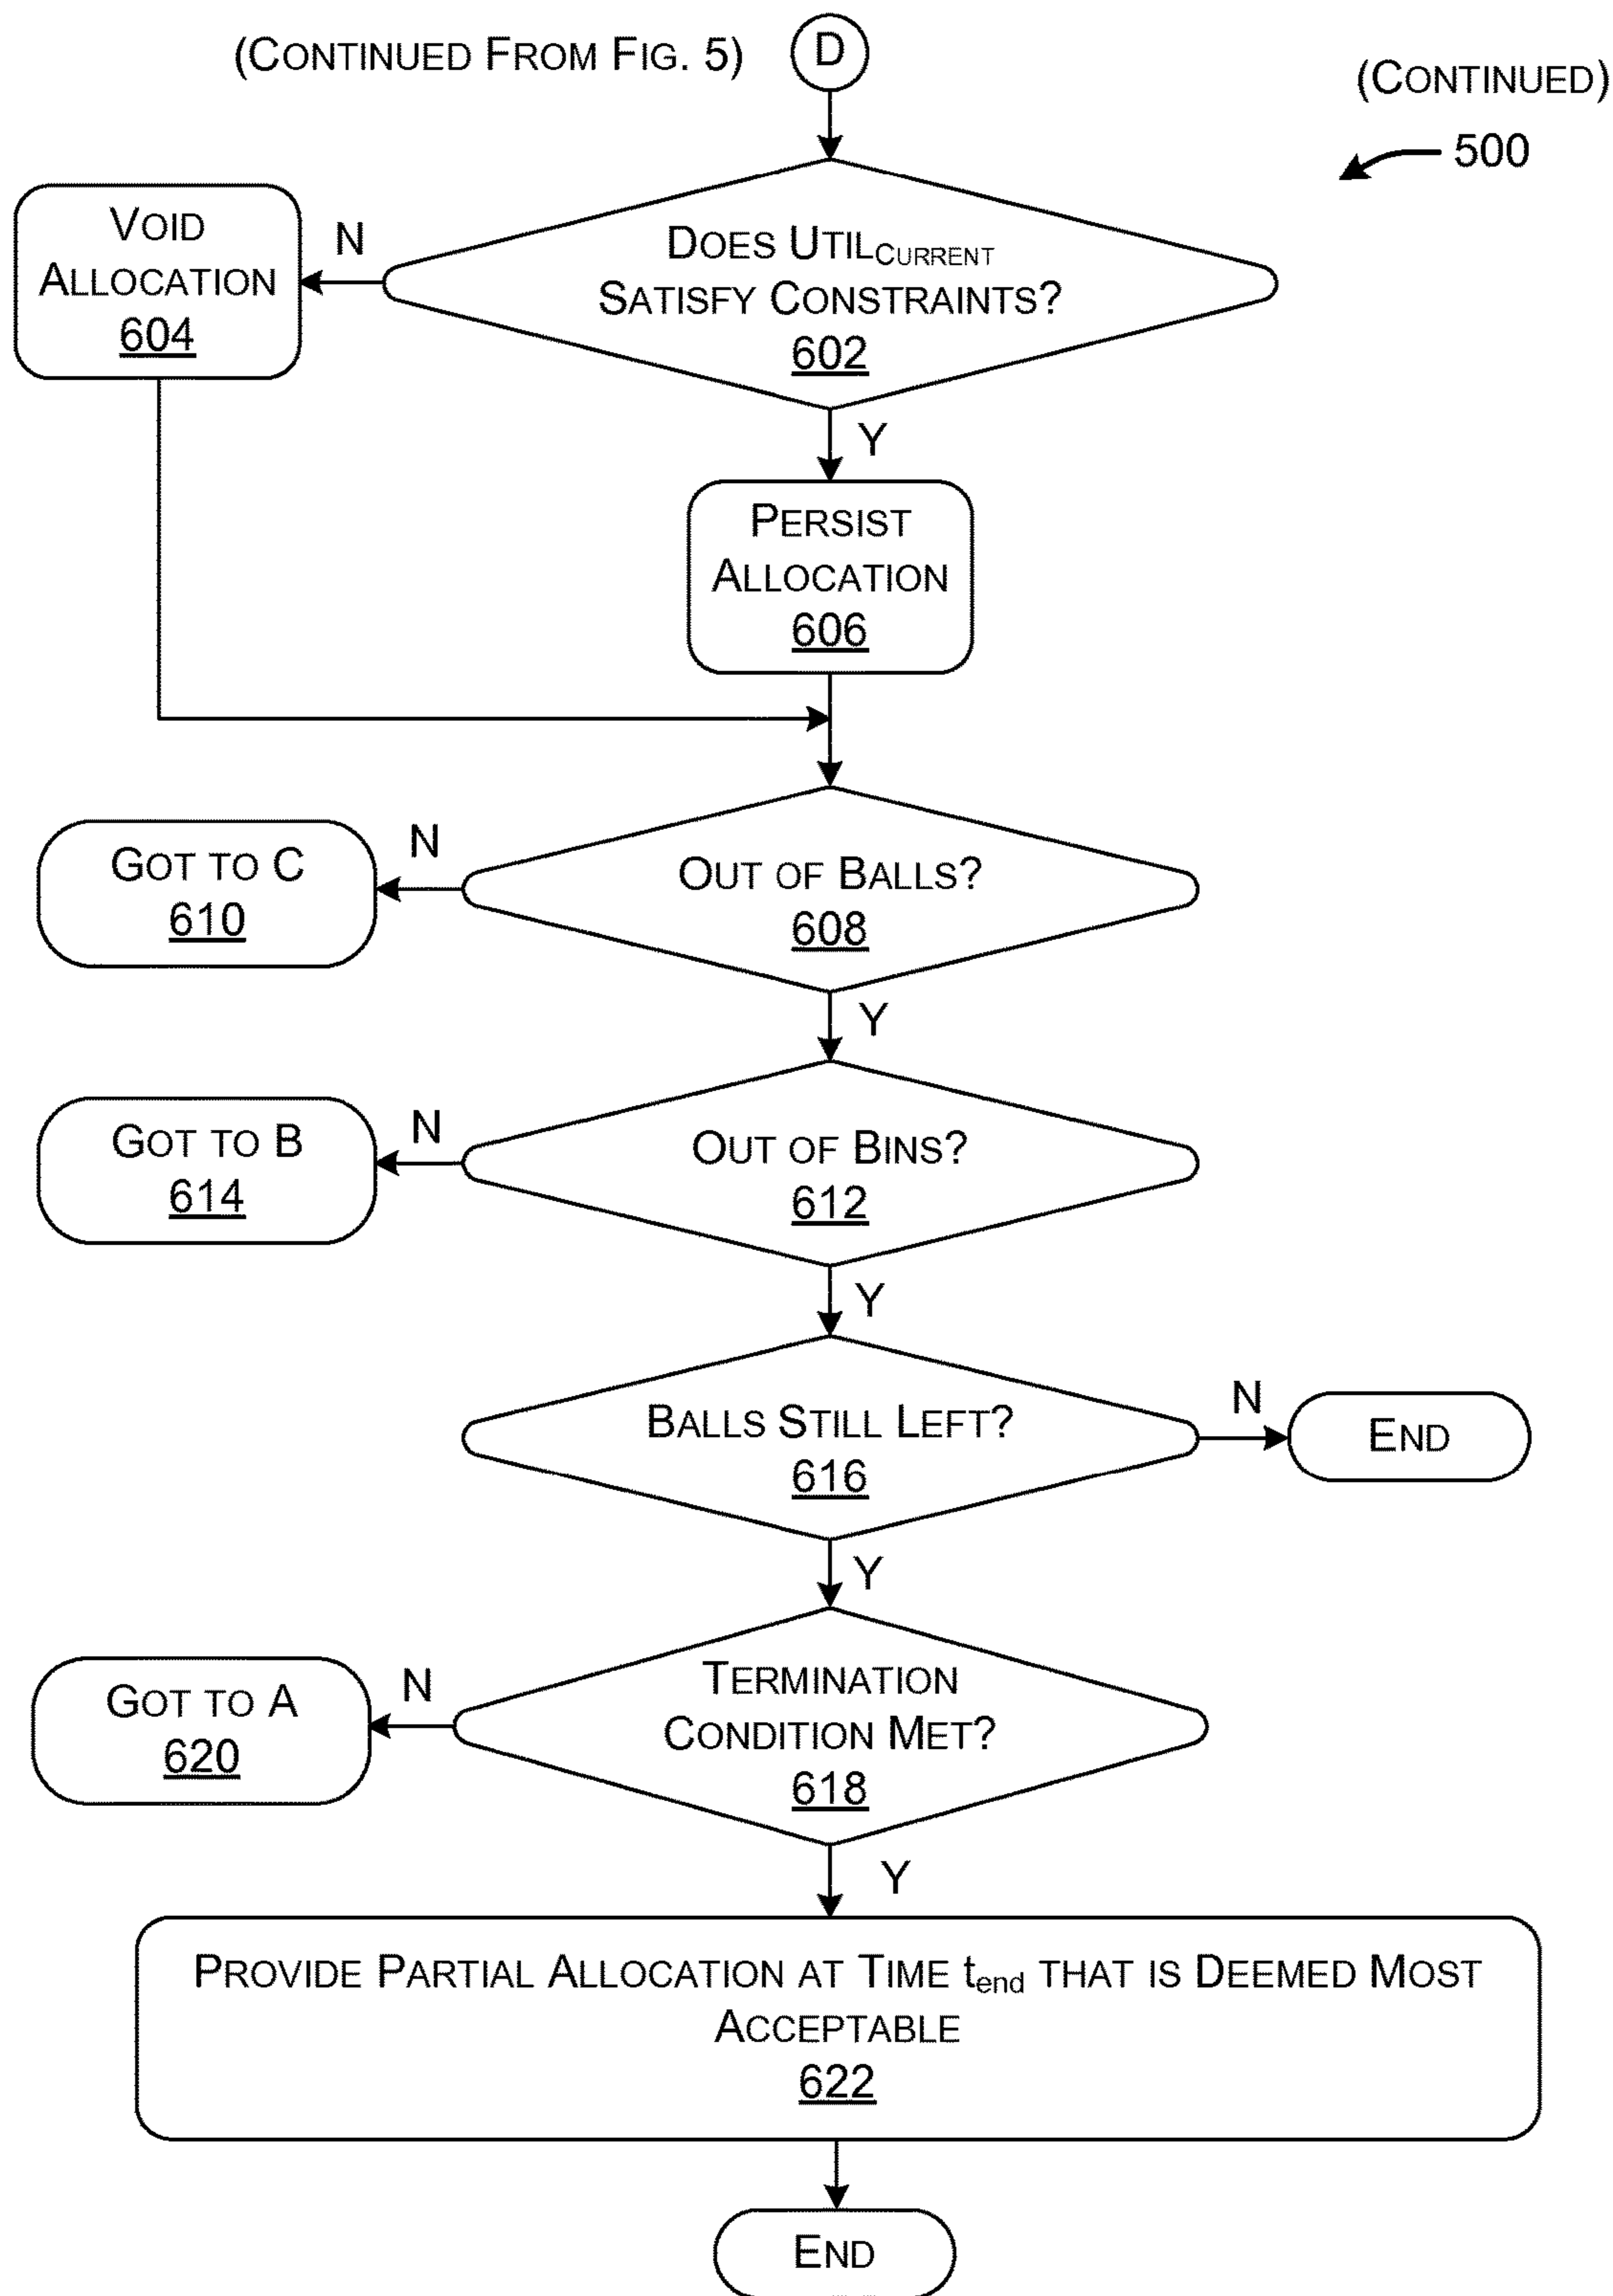 (CONTINUED FROM FIG. 5)
D
(CONTINUED)
500
VOID
ALLOCATION
604
N
DOES UTILCURRENT
SATISFY CONSTRAINTS?
602
Y
PERSIST
ALLOCATION
606
GOT TO C
610
N
OUT OF BALLS?
608
Y
GOT TO B
614
N
OUT OF BINS?
612
Y
BALLS STILL LEFT?
616
N
END
Y
GOT TO A
620
N
TERMINATION
CONDITION MET?
618
Y
PROVIDE PARTIAL ALLOCATION AT TIME tend THAT IS DEEMED MOST
ACCEPTABLE
622
END